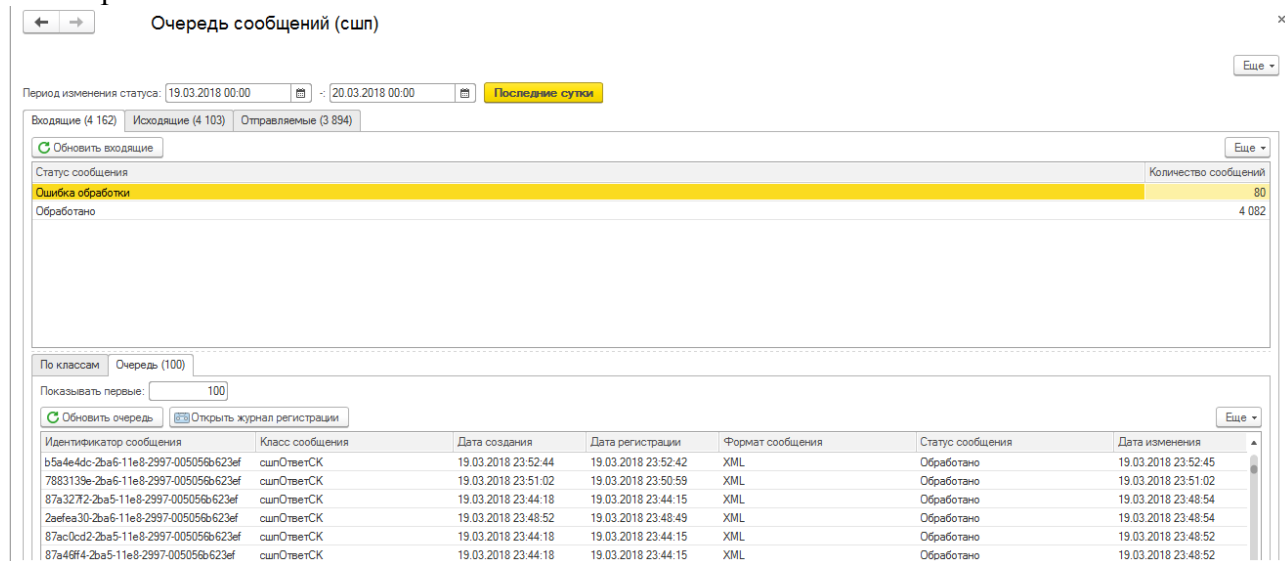 Очередь сообщений (сшп)
Еще
Период изменения статуса: 19.03.2018 00:00 -: 20.03.2018 00:00 Последние сутки
Входящие (4 162) Исходящие (4 103) Отправляемые (3 894)
Обновить входящие Еще
Статус сообщения Количество сообщений
Ошибка обработки 80
Обработано 4 082
По классам Очередь (100)
Показывать первые: 100
Обновить очередь Открыть журнал регистрации Еще
Идентификатор сообщения Класс сообщения Дата создания Дата регистрации Формат сообщения Статус сообщения Дата изменения
b5a4e4dc-2ba6-11e8-2997-005056b623ef сшпОтветСК 19.03.2018 23:52:44 19.03.2018 23:52:42 XML Обработано 19.03.2018 23:52:45
7883139e-2ba6-11e8-2997-005056b623ef сшпОтветСК 19.03.2018 23:51:02 19.03.2018 23:50:59 XML Обработано 19.03.2018 23:51:02
87a327f2-2ba5-11e8-2997-005056b623ef сшпОтветСК 19.03.2018 23:44:18 19.03.2018 23:44:15 XML Обработано 19.03.2018 23:48:54
2aefea30-2ba6-11e8-2997-005056b623ef сшпОтветСК 19.03.2018 23:48:52 19.03.2018 23:48:49 XML Обработано 19.03.2018 23:48:54
87ac0cd2-2ba5-11e8-2997-005056b623ef сшпОтветСК 19.03.2018 23:44:18 19.03.2018 23:44:15 XML Обработано 19.03.2018 23:48:52
87a46ff4-2ba5-11e8-2997-005056b623ef сшпОтветСК 19.03.2018 23:44:18 19.03.2018 23:44:15 XML Обработано 19.03.2018 23:48:52